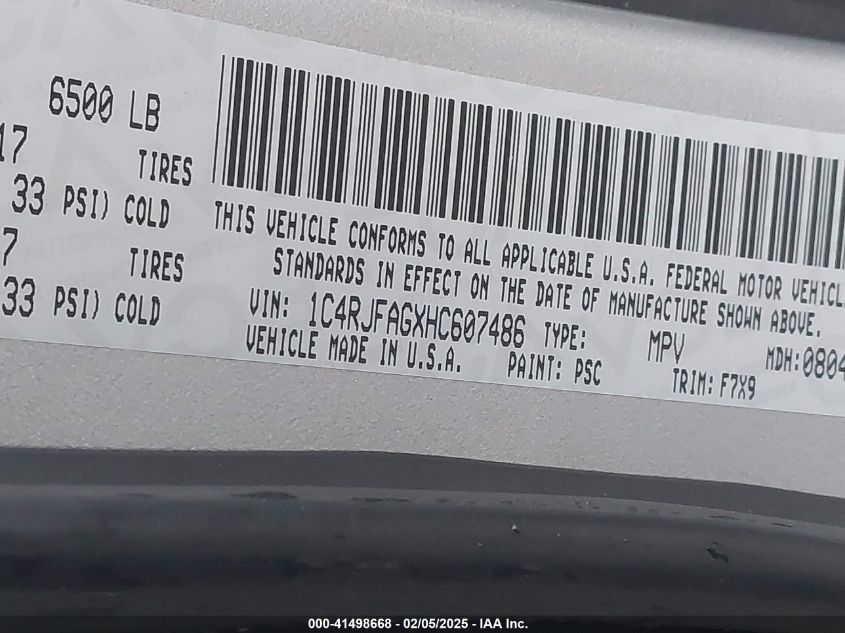 6500 LB
17
TIRES
33 PSI) COLD
7
TIRES
33 PSI) COLD
THIS VEHICLE CONFORMS TO ALL APPLICABLE U.S.A. FEDERAL MOTOR VEHICL
STANDARDS IN EFFECT ON THE DATE OF MANUFACTURE SHOWN ABOVE.
VIN: 1C4RJFAGXHC607486 TYPE: MPV MDH:0804
VEHICLE MADE IN U.S.A. PAINT: PSC TRIM: F7X9
000-41498668 - 02/05/2025 - IAA Inc.